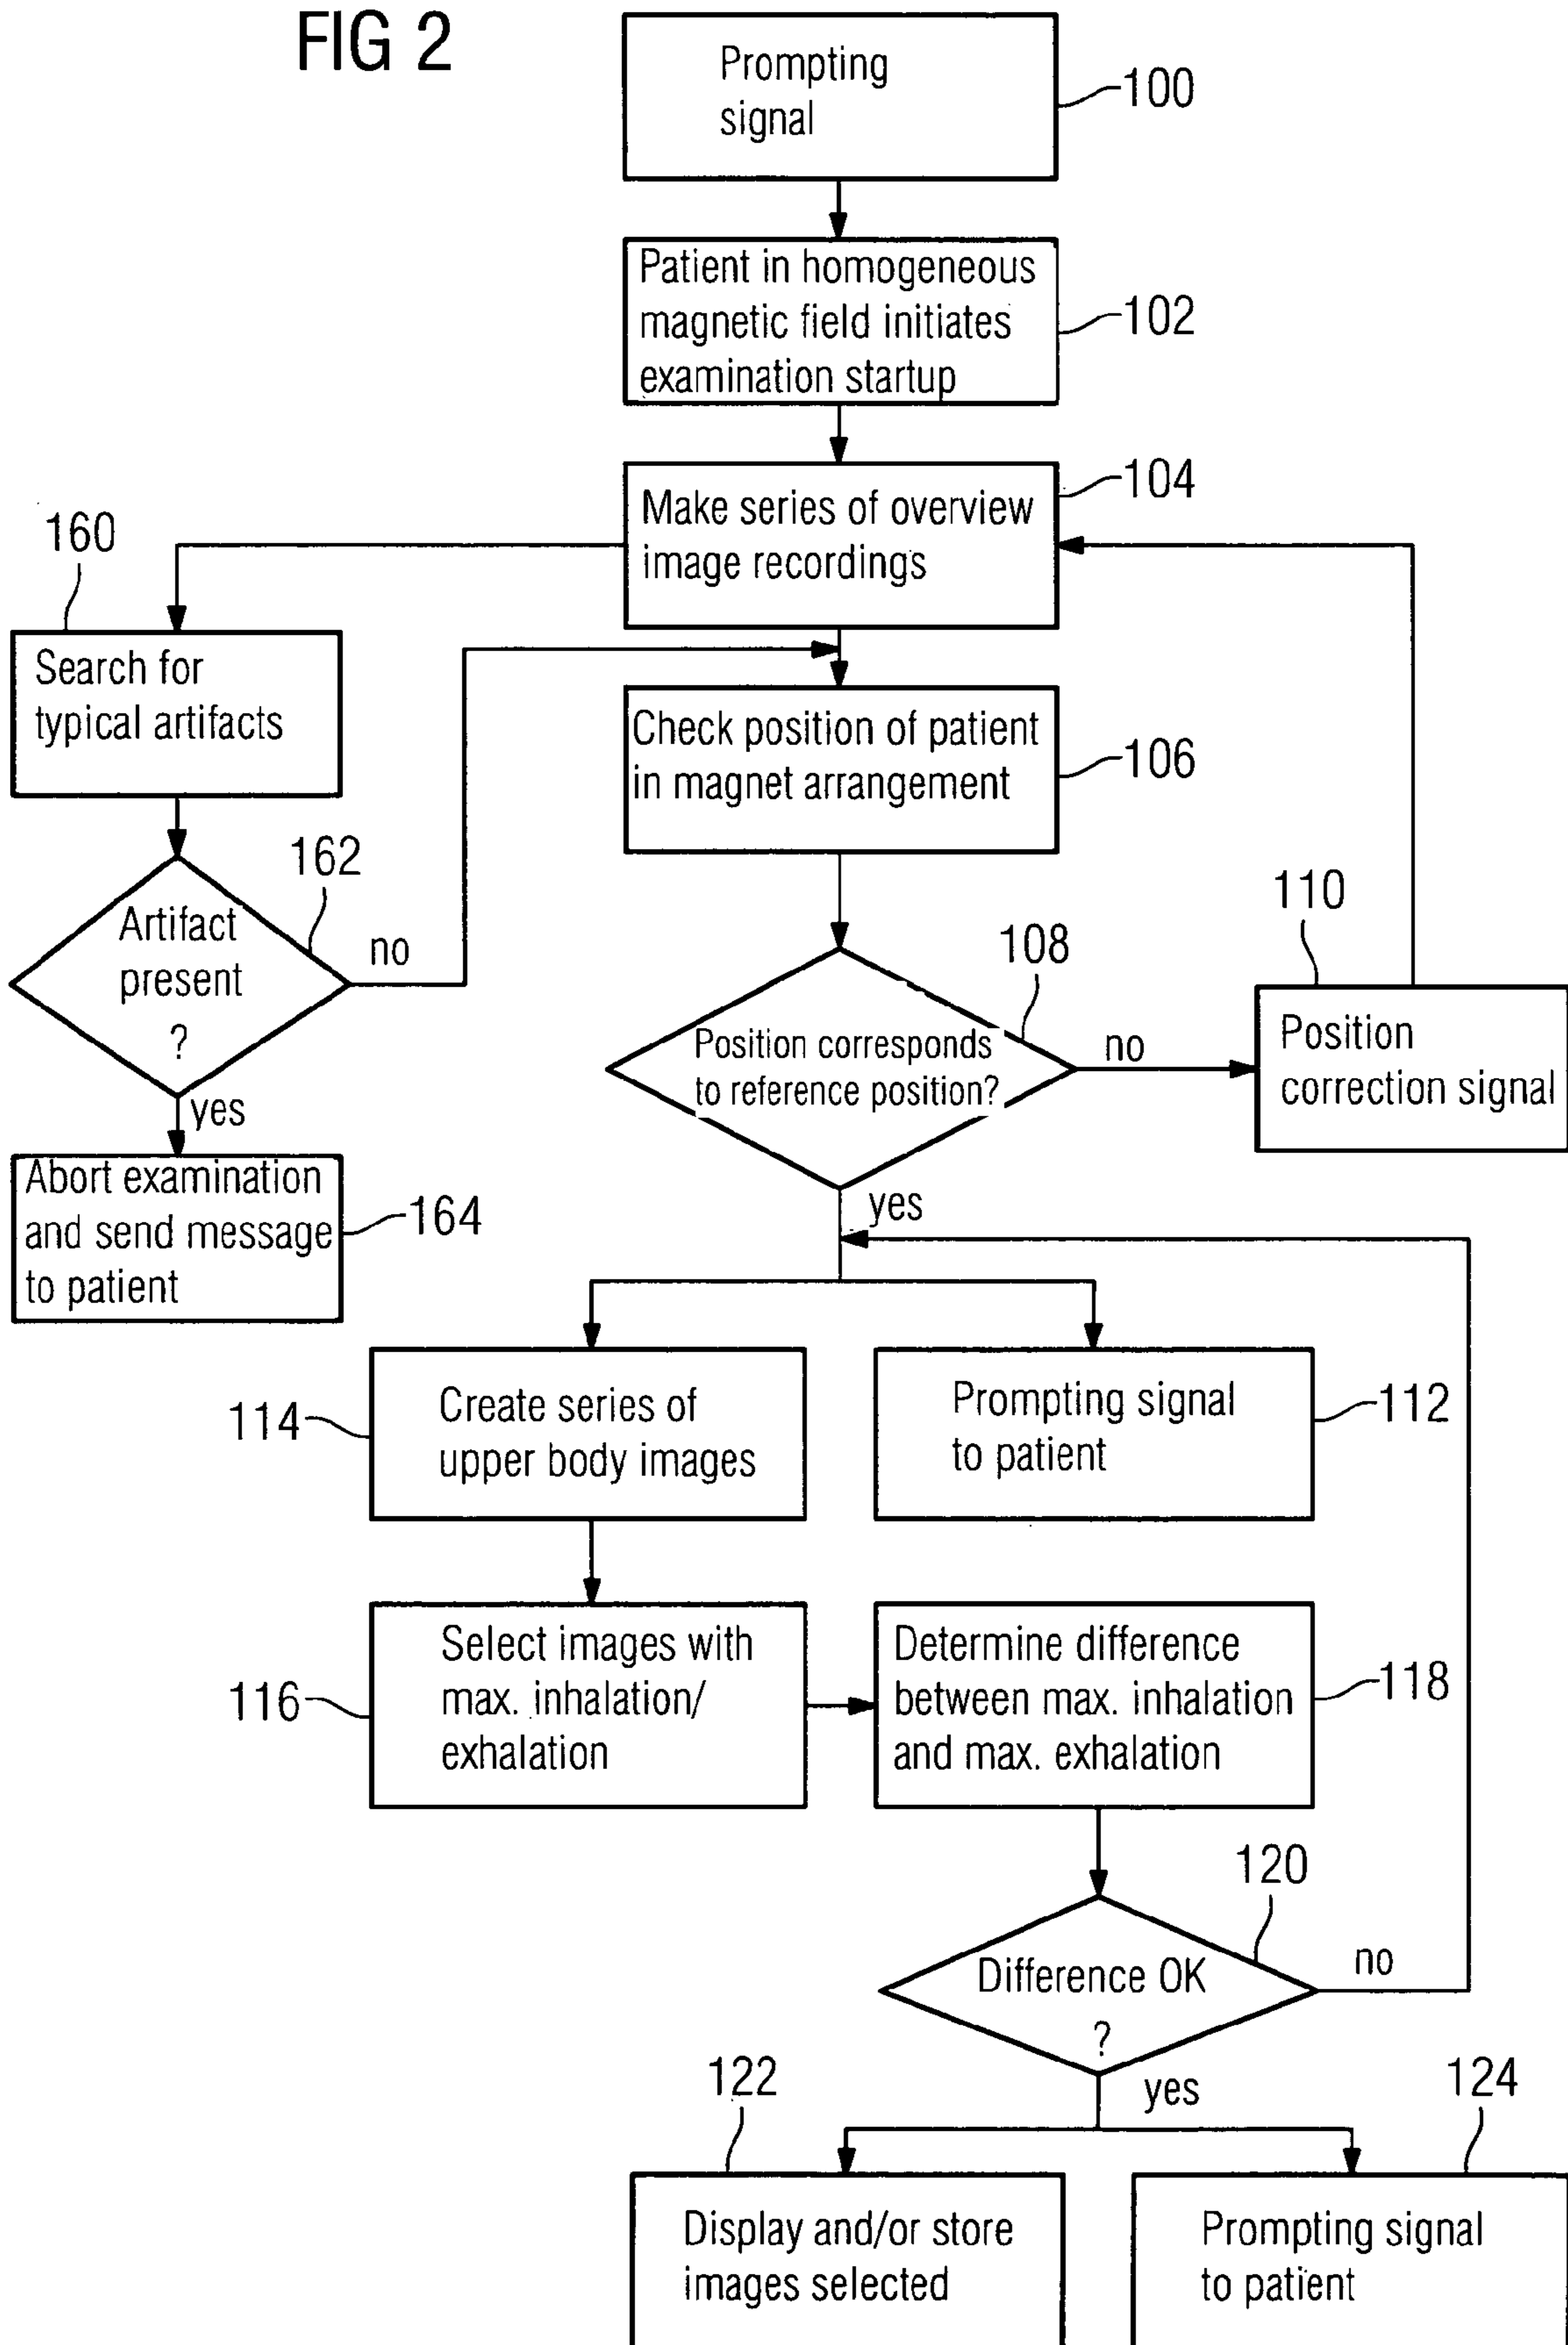 FIG 2
Prompting
signal
100
Patient in homogeneous
magnetic field initiates
examination startup
102
104
Make series of overview
image recordings
160
Search for
typical artifacts
Check position of patient
in magnet arrangement
106
162
Artifact
present
?
no
yes
110
108
Position corresponds
to reference position?
no
Position
correction signal
Abort examination
and send message
to patient
164
yes
114
Create series of
upper body images
Prompting signal
to patient
112
116
Select images with
max. inhalation/
exhalation
Determine difference
between max. inhalation
and max. exhalation
118
120
Difference OK
?
no
yes
122
124
Display and/or store
images selected
Prompting signal
to patient